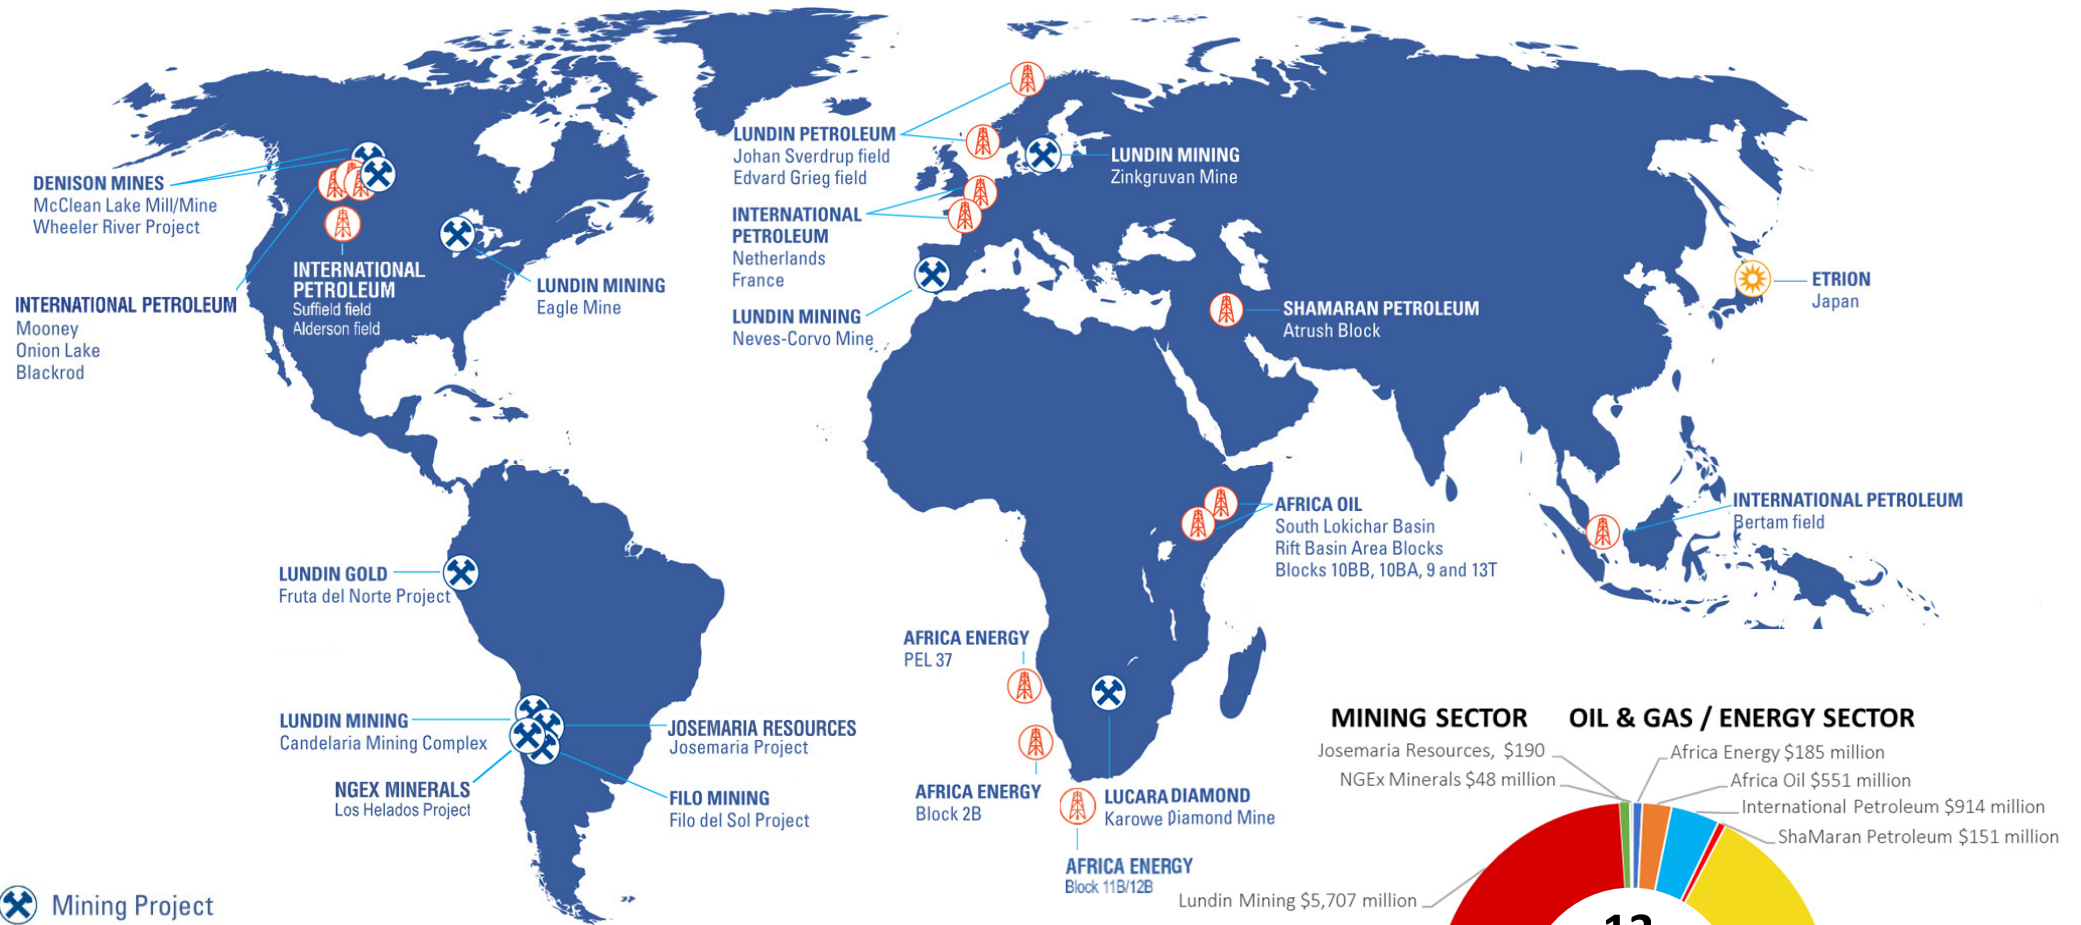 DENISON MINES
McClean Lake Mill/Mine
Wheeler River Project
INTERNATIONAL PETROLEUM
Mooney
Onion Lake
Blackrod
INTERNATIONAL
PETROLEUM
Suffield field
Alderson field
LUNDIN MINING
Eagle Mine
LUNDIN PETROLEUM
Johan Sverdrup field
Edvard Grieg field
INTERNATIONAL
PETROLEUM
Netherlands
France
LUNDIN MINING
Neves-Corvo Mine
LUNDIN MINING
Zinkgruvan Mine
SHAMARAN PETROLEUM
Atrush Block
ETRION
Japan
AFRICA OIL
South Lokichar Basin
Rift Basin Area Blocks
Blocks 10BB, 10BA, 9 and 13T
INTERNATIONAL PETROLEUM
Bertam field
LUNDIN GOLD
Fruta del Norte Project
LUNDIN MINING
Candelaria Mining Complex
NGEX MINERALS
Los Helados Project
JOSEMARIA RESOURCES
Josemaria Project
FILO MINING
Filo del Sol Project
AFRICA ENERGY
PEL 37
AFRICA ENERGY
Block 2B
LUCARA DIAMOND
Karowe Diamond Mine
AFRICA ENERGY
Block 11B/12B
Mining Project
MINING SECTOR
OIL & GAS / ENERGY SECTOR
Josemaria Resources, $190
NGEx Minerals $48 million
Africa Energy $185 million
Africa Oil $551 million
International Petroleum $914 million
ShaMaran Petroleum $151 million
Lundin Mining $5,707 million